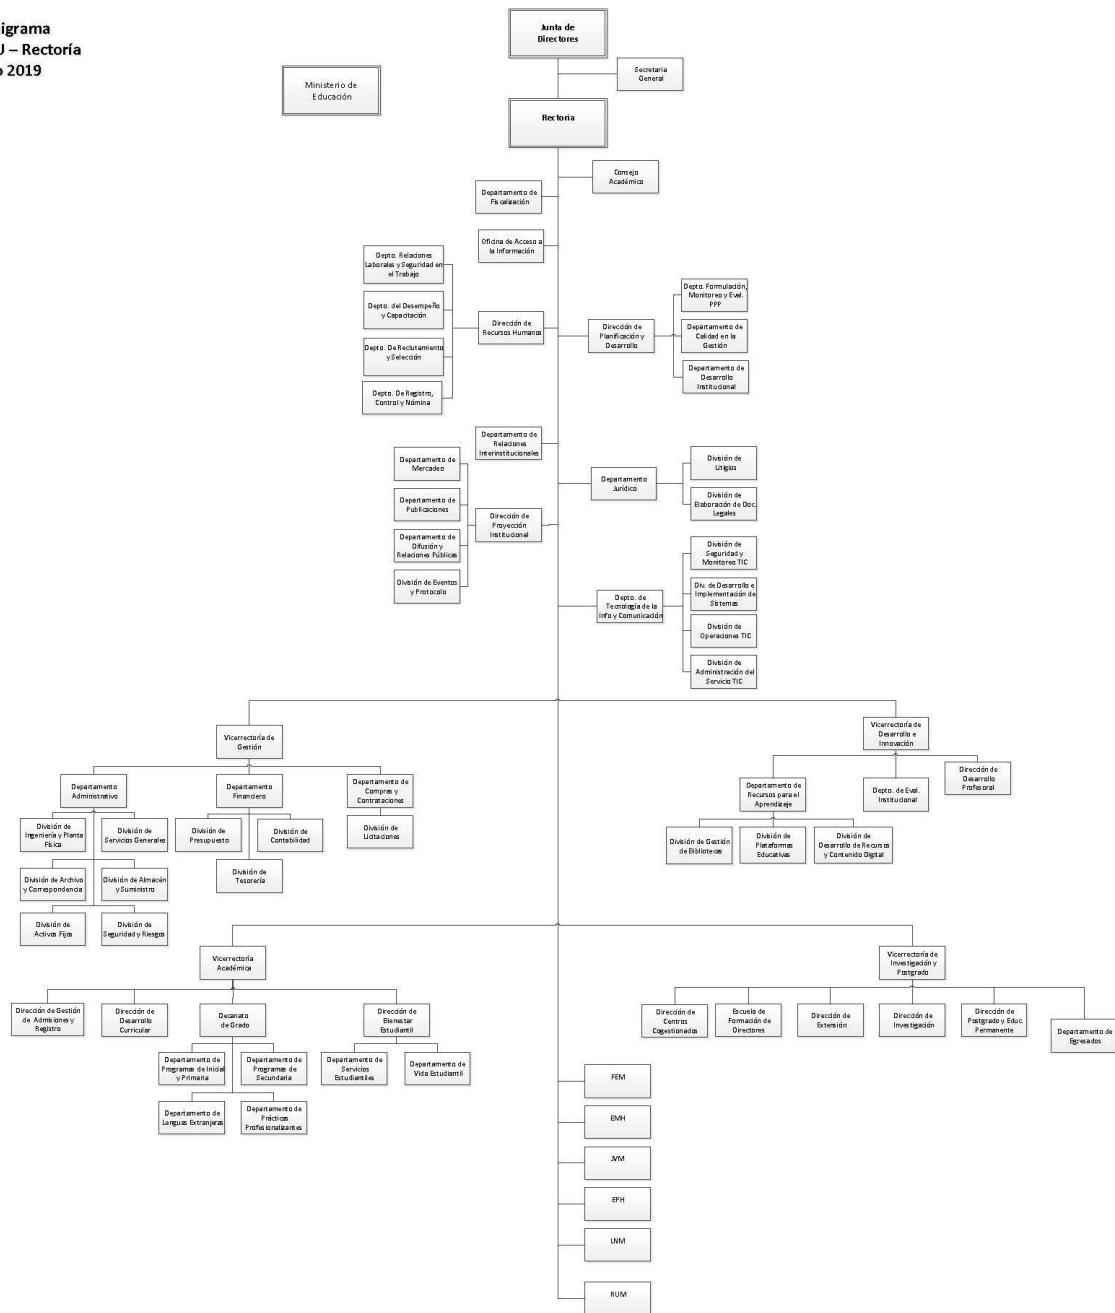 igrama
J – Rectoría
o 2019
Junta de
Directores
Secretaria
General
Ministerio de
Educación
Rectoría
Consejo
Académico
Departamento de
Fiscalización
Oficina de Acceso a
la Información
Depto. Relaciones
Laborales y Seguridad en
el Trabajo
Depto. del Desempeño
y Capacitación
Depto. De Reclutamiento
y Selección
Depto. De Registro,
Control y Nómina
Dirección de
Recursos Humanos
Dirección de
Planificación y
Desarrollo
Depto. Formulación,
Monitoreo y Eval.
PPP
Departamento de
Calidad en la
Gestión
Departamento de
Desarrollo
Institucional
Departamento de
Relaciones
Interinstitucionales
Departamento de
Mercadeo
Departamento de
Publicaciones
Departamento de
Difusión y
Relaciones Públicas
División de Eventos
y Protocolo
Dirección de
Proyección
Institucional
Departamento
Jurídico
División de
Litigios
División de
Elaboración de Doc.
Legales
Depto. de
Tecnología de la
Info y Comunicación
División de
Seguridad y
Monitoreo TIC
Div. de Desarrollo e
Implementación de
Sistemas
División de
Operaciones TIC
División de
Administración del
Servicio TIC
Vicerrectoría de
Gestión
Vicerrectoría de
Desarrollo e
Innovación
Departamento
Administrativo
Departamento
Financiero
Departamento de
Compras y
Contrataciones
Departamento de
Recursos para el
Aprendizaje
Depto. de Eval.
Institucional
Dirección de
Desarrollo
Profesoral
División de
Ingeniería y Planta
Física
División de
Servicios Generales
División de
Presupuesto
División de
Contabilidad
División de
Licitaciones
División de Gestión
de Bibliotecas
División de
Plataformas
Educativas
División de
Desarrollo de Recursos
y Contenido Digital
División de Archivo
y Correspondencia
División de Almacén
y Suministro
División de
Tesorería
División de
Activos Fijos
División de
Seguridad y Riesgos
Vicerrectoría
Académica
Vicerrectoría de
Investigación y
Postgrado
Dirección de Gestión
de Admisiones y
Registro
Dirección de
Desarrollo
Curricular
Decanato
de Grado
Dirección de
Bienestar
Estudiantil
Dirección de
Centros
Cogestionados
Escuela de
Formación de
Directores
Dirección de
Extensión
Dirección de
Investigación
Dirección de
Postgrado y Educ.
Permanente
Departamento de
Egresados
Departamento de
Programas de Inicial
y Primaria
Departamento de
Programas de
Secundaria
Departamento de
Servicios
Estudiantiles
Departamento de
Vida Estudiantil
Departamento de
Lenguas Extranjeras
Departamento de
Prácticas
Profesionalizantes
FEM
EMH
JVM
EPH
LNM
RUM